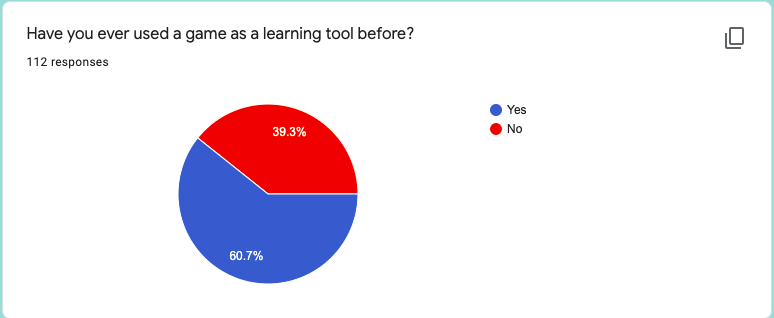 Have you ever used a game as a learning tool before?
112 responses
Yes
No
39.3%
60.7%